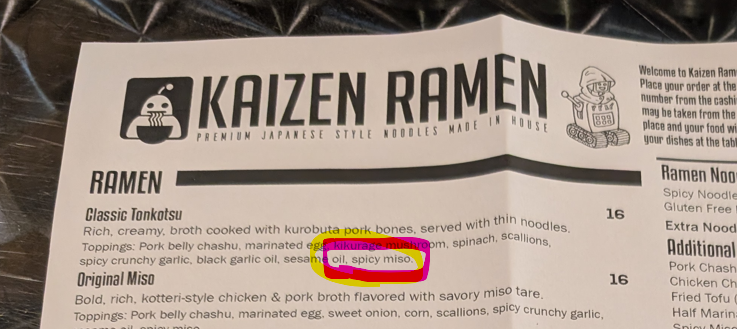 KAIZEN RAMEN
PREMIUM JAPANESE STYLE NOODLES MADE IN HOUSE
Welcome to Kaizen Ram
Place your order at the
number from the cashi
may be taken from the
place and your food wi
your dishes at the tabl
RAMEN
Classic Tonkotsu 16
Rich, creamy, broth cooked with kurobuta pork bones, served with thin noodles.
Toppings: Pork belly chashu, marinated egg, kikurage mushroom, spinach, scallions,
spicy crunchy garlic, black garlic oil, sesame oil, spicy miso.
Original Miso 16
Bold, rich, kotteri-style chicken & pork broth flavored with savory miso tare.
Toppings: Pork belly chashu, marinated egg, sweet onion, corn, scallions, spicy crunchy garlic,
Ramen Noo
Spicy Noodle
Gluten Free
Extra Nood
Additional
Pork Chash
Chicken Ch
Fried Tofu (
Half Marin